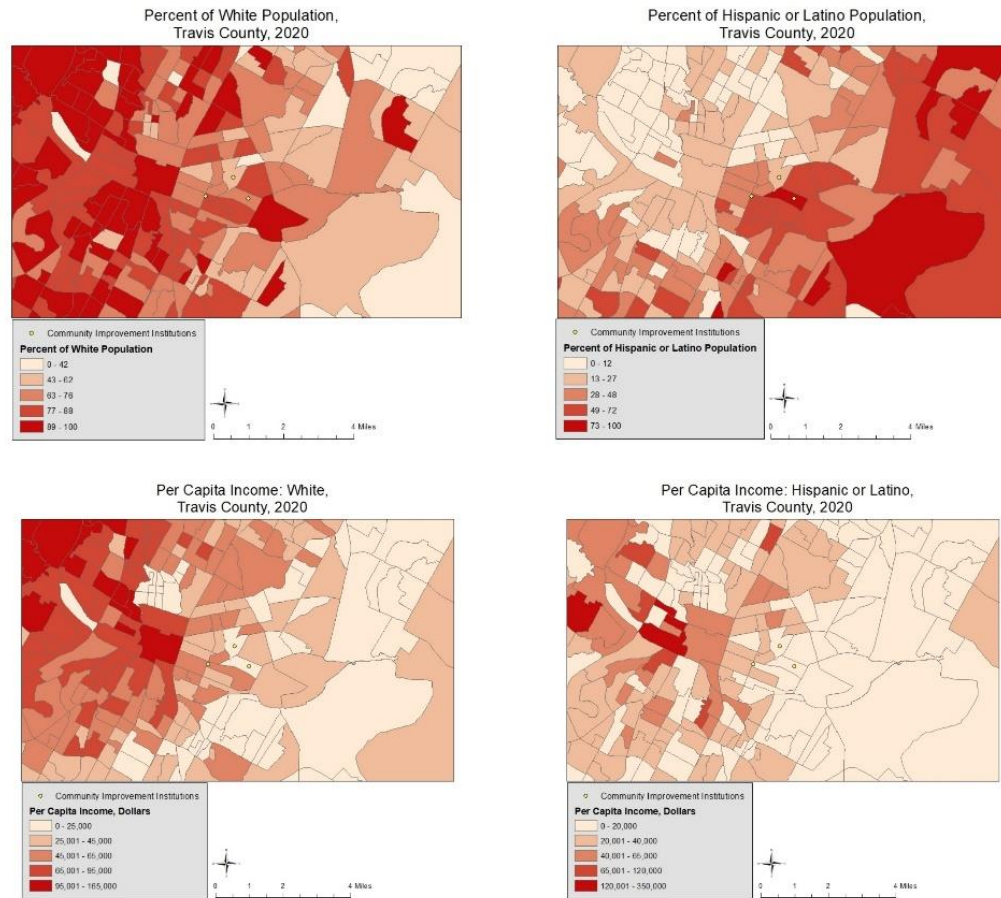 Percent of White Population,
Travis County, 2020
Community Improvement Institutions
Percent of White Population
0 - 42
43 - 62
63 - 76
77 - 88
89 - 100
0 1 2 4 Miles
Percent of Hispanic or Latino Population,
Travis County, 2020
Community Improvement Institutions
Percent of Hispanic or Latino Population
0 - 12
13 - 27
28 - 48
49 - 72
73 - 100
0 1 2 4 Miles
Per Capita Income: White,
Travis County, 2020
Community Improvement Institutions
Per Capita Income, Dollars
0 - 25,000
25,001 - 45,000
45,001 - 65,000
65,001 - 95,000
95,001 - 165,000
0 1 2 4 Miles
Per Capita Income: Hispanic or Latino,
Travis County, 2020
Community Improvement Institutions
Per Capita Income, Dollars
0 - 20,000
20,001 - 40,000
40,001 - 65,000
65,001 - 120,000
120,001 - 350,000
0 1 2 4 Miles